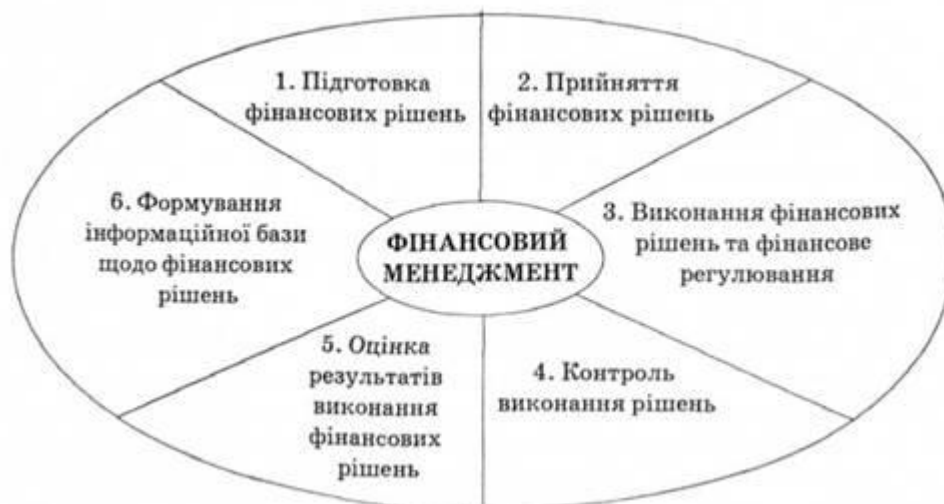 1. Підготовка
фінансових рішень
2. Прийняття
фінансових рішень
3. Виконання фінансових
рішень та фінансове
регулювання
4. Контроль
виконання рішень
5. Оцінка
результатів
виконання
фінансових
рішень
6. Формування
інформаційної бази
щодо фінансових
рішень
ФІНАНСОВИЙ
МЕНЕДЖМЕНТ